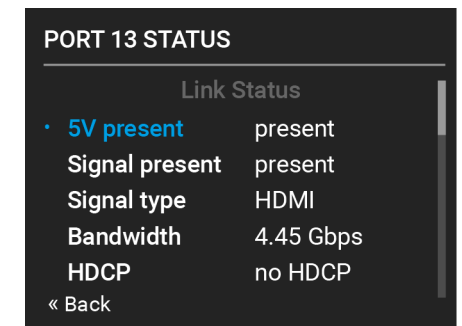 PORT 13 STATUS
Link Status
• 5V present present
Signal present present
Signal type HDMI
Bandwidth 4.45 Gbps
HDCP no HDCP
« Back